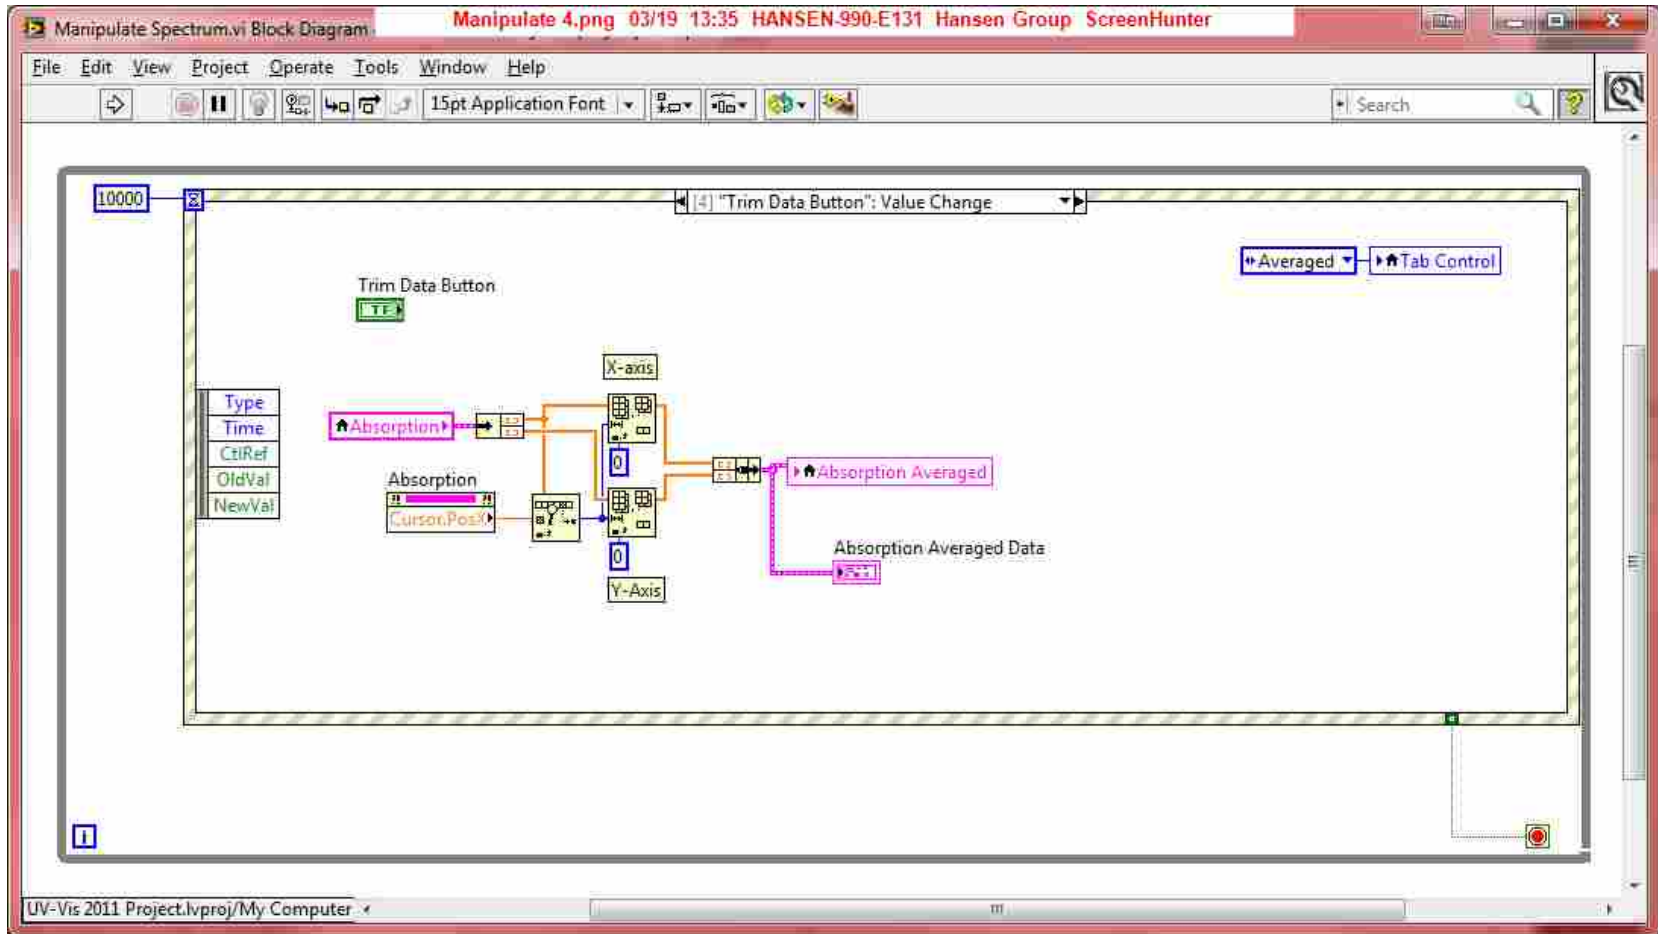 Manipulate Spectrum.vi Block Diagram
Manipulate 4.png 03/19 13:35 HANSEN-990-E131 Hansen Group ScreenHunter
File Edit View Project Operate Tools Window Help
15pt Application Font
Search
10000
[4] "Trim Data Button": Value Change
Averaged
Tab Control
Trim Data Button
TF
X-axis
Type
Time
CtlRef
OldVal
NewVal
Absorption
0
Absorption Averaged
Absorption
Cursor.PosX
0
Absorption Averaged Data
Y-Axis
i
UV-Vis 2011 Project.lvproj/My Computer